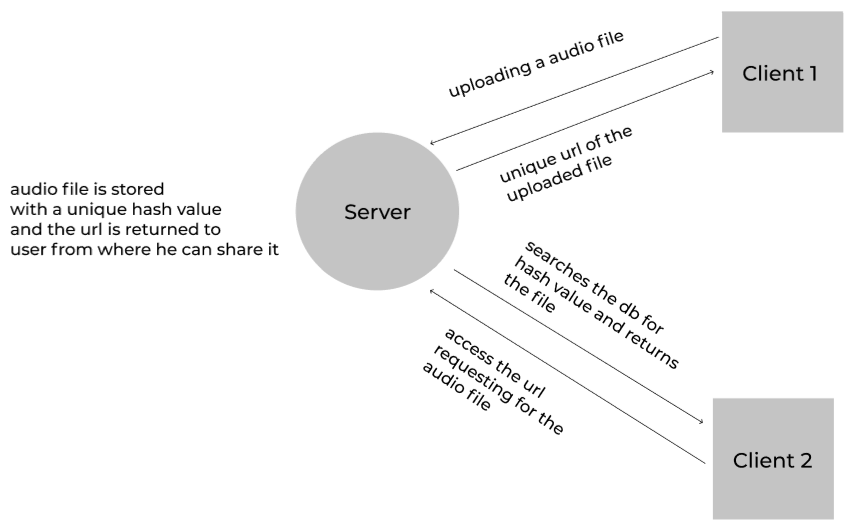 uploading a audio file
Client 1
unique url of the
uploaded file
audio file is stored
with a unique hash value
and the url is returned to
user from where he can share it
Server
searches the db for
hash value and returns
the file
access the url
requesting for the
audio file
Client 2